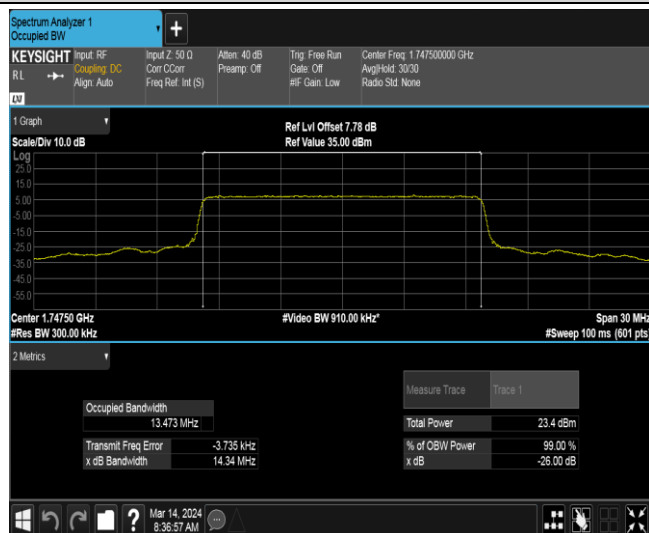 Spectrum Analyzer 1
Occupied BW
+
KEYSIGHT
RL
LXI
Input: RF
Coupling: DC
Align: Auto
Input Z: 50 Ω
Corr CCorr
Freq Ref: Int (S)
Atten: 40 dB
Preamp: Off
Trig: Free Run
Gate: Off
#IF Gain: Low
Center Freq: 1.747500000 GHz
Avg|Hold: 30/30
Radio Std: None
1 Graph
Scale/Div 10.0 dB
Ref Lvl Offset 7.78 dB
Ref Value 35.00 dBm
Log
25.0
15.0
5.00
-5.00
-15.0
-25.0
-35.0
-45.0
-55.0
Center 1.74750 GHz
#Video BW 910.00 kHz*
Span 30 MHz
#Res BW 300.00 kHz
#Sweep 100 ms (601 pts)
2 Metrics
Measure Trace
Trace 1
Occupied Bandwidth
13.473 MHz
Total Power
23.4 dBm
Transmit Freq Error
-3.735 kHz
% of OBW Power
99.00 %
x dB Bandwidth
14.34 MHz
x dB
-26.00 dB
?
Mar 14, 2024
8:36:57 AM